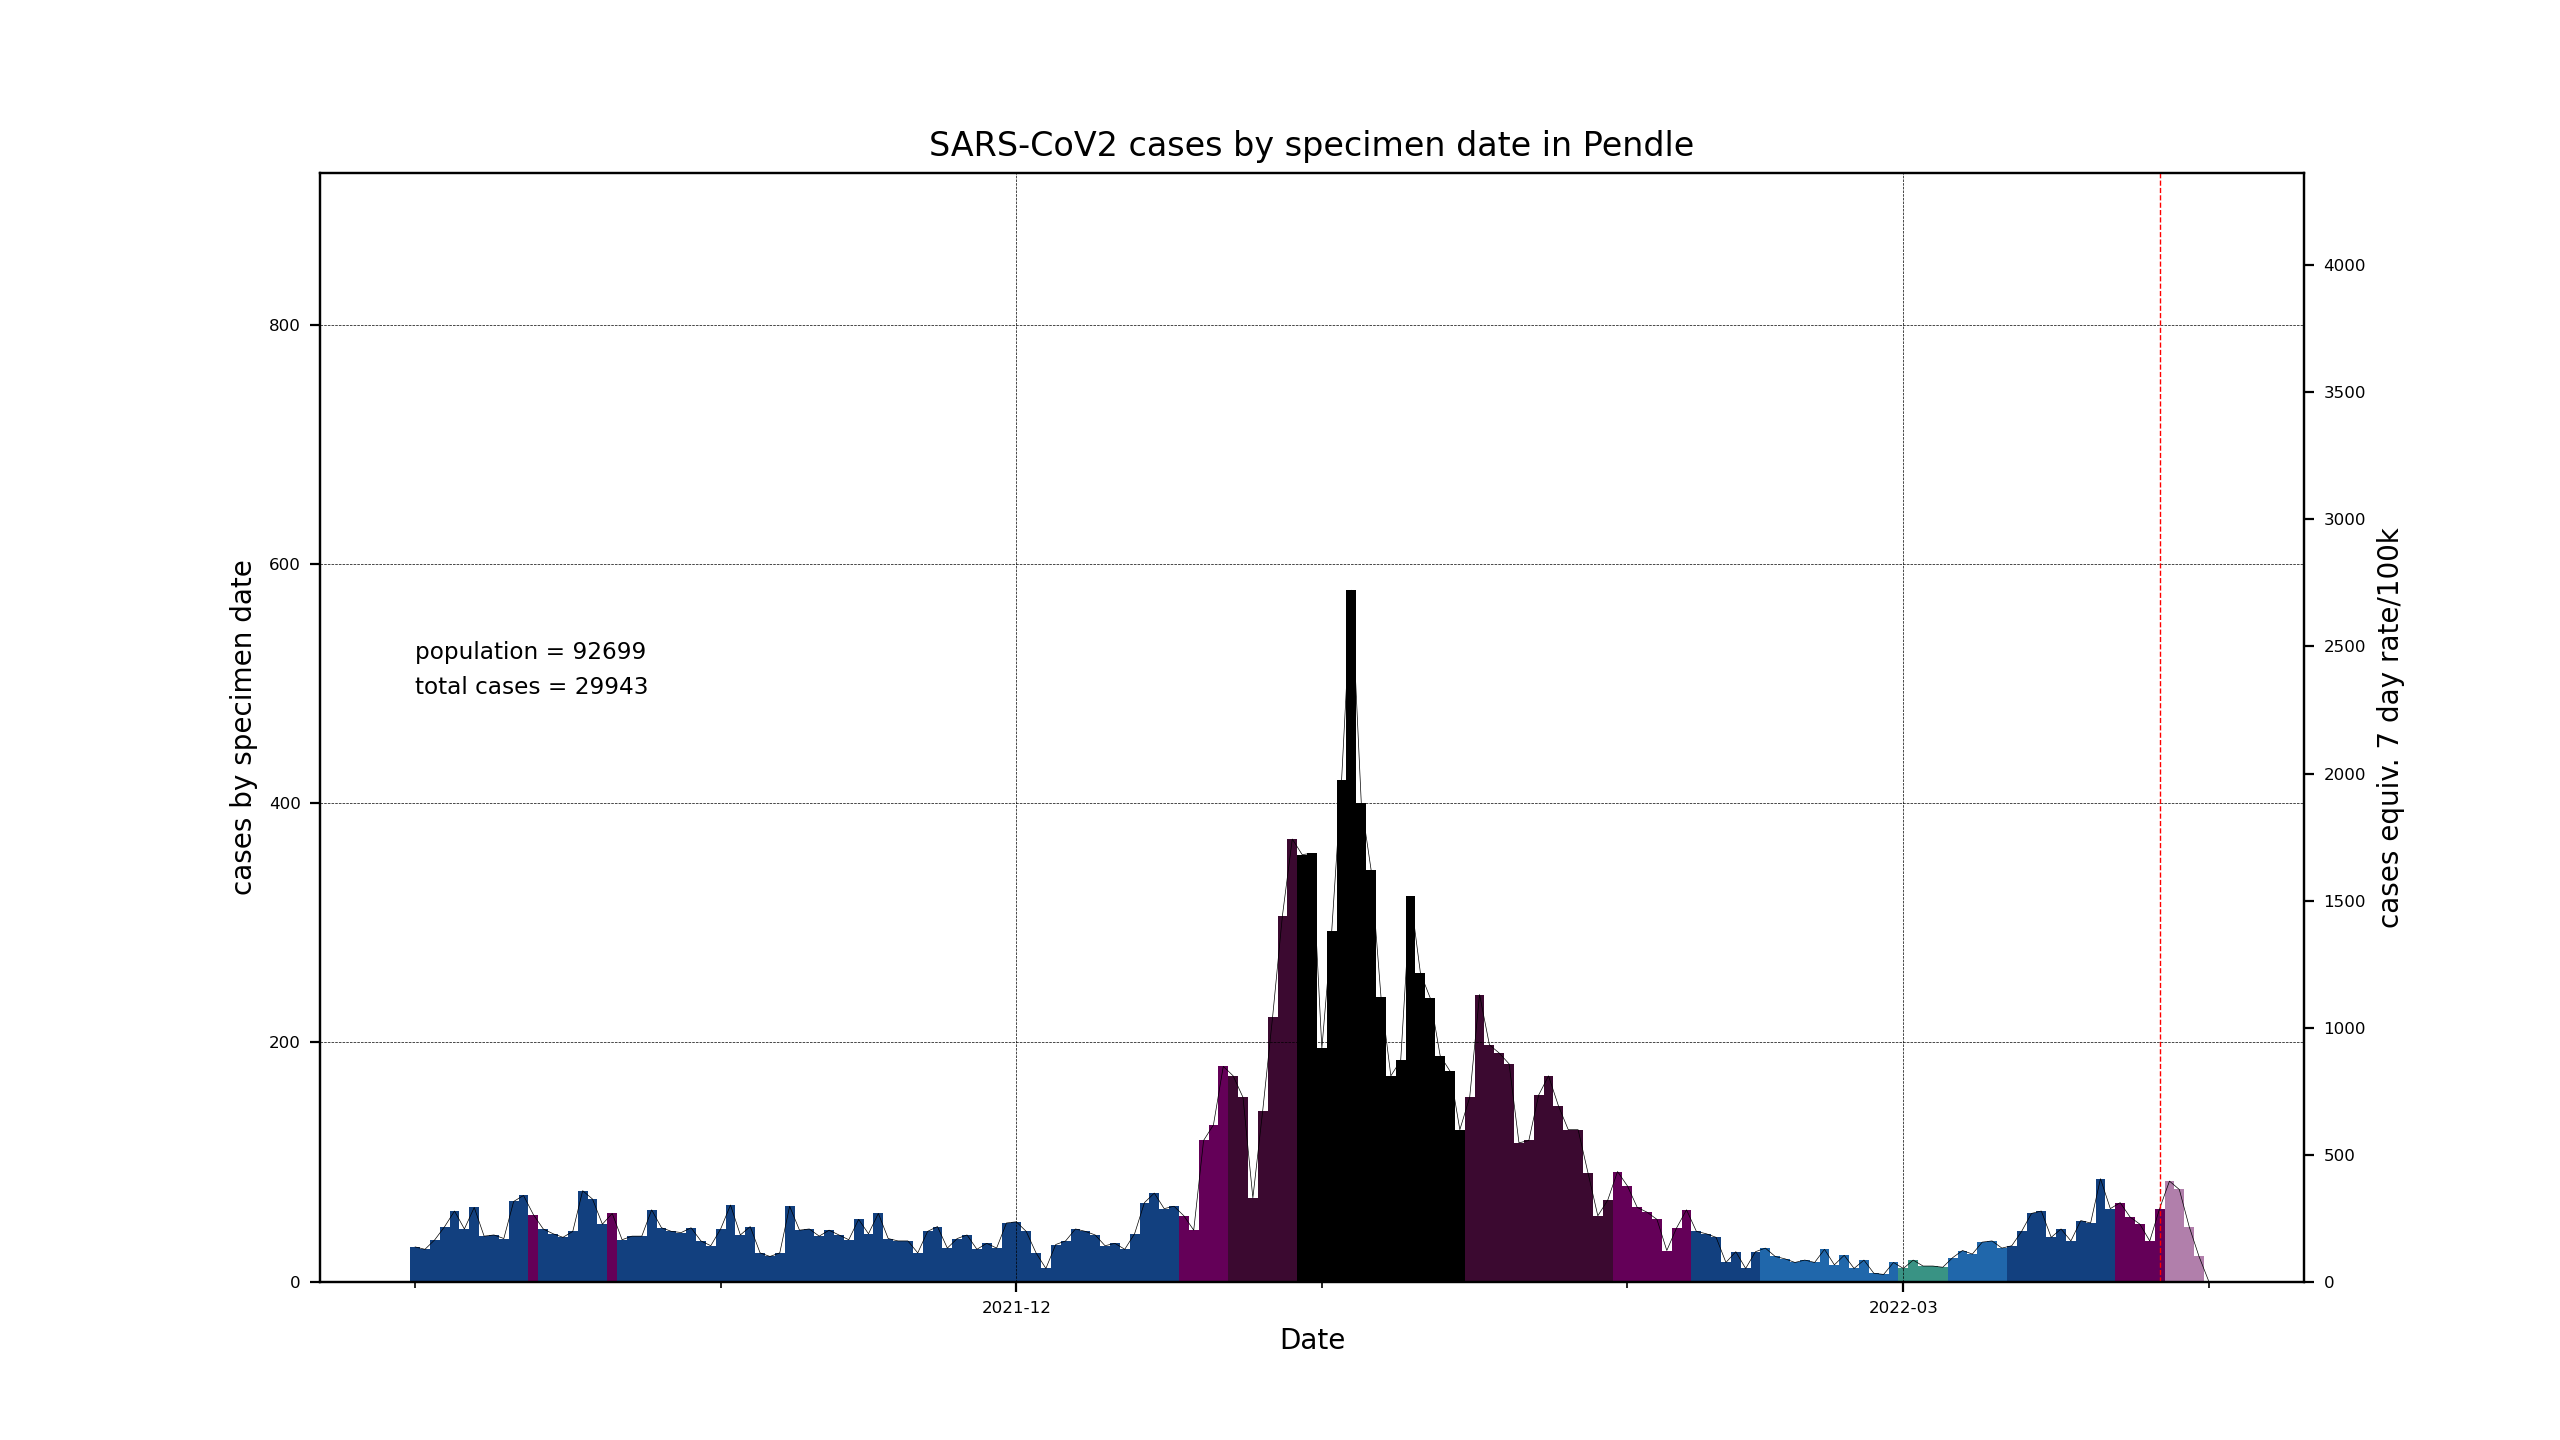 SARS-CoV2 cases by specimen date in Pendle
cases by specimen date
800
600
400
200
0
population = 92699
total cases = 29943
4000
3500
3000
2500
2000
1500
1000
500
0
cases equiv. 7 day rate/100k
2021-12
2022-03
Date